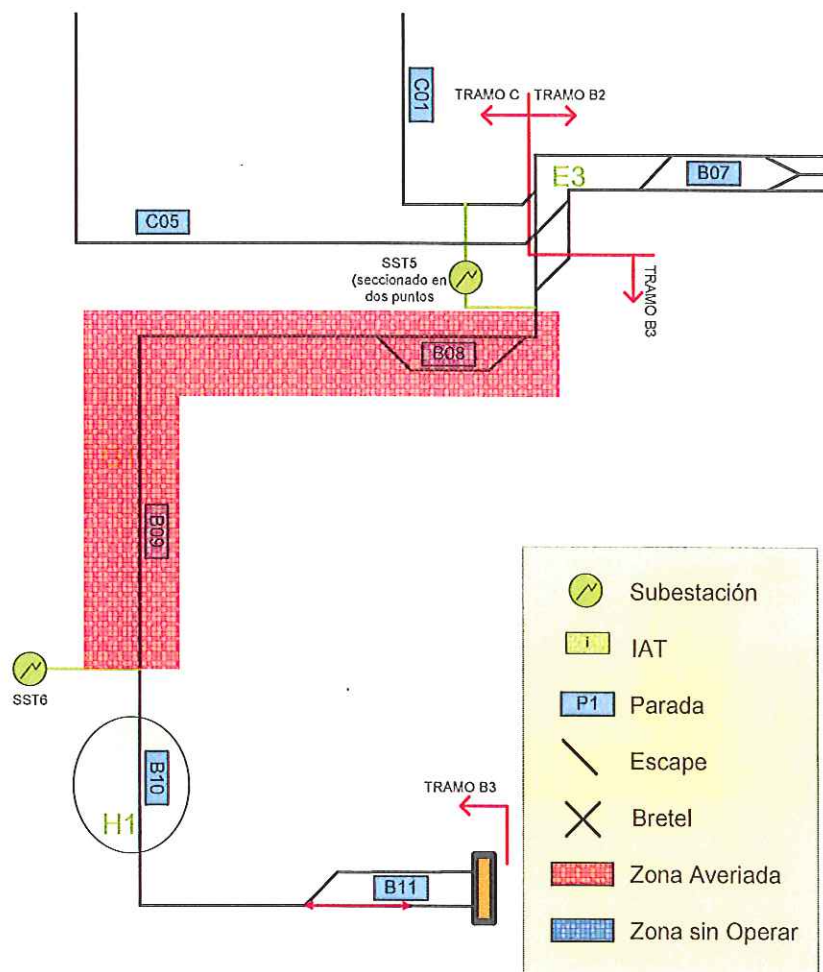 C01
TRAMO C
TRAMO B2
E3
B07
C05
SST5
(seccionado en
dos puntos
TRAMO B3
B08
B09
SST6
B10
H1
TRAMO B3
B11
Subestación
i
IAT
P1
Parada
Escape
Bretel
Zona Averiada
Zona sin Operar